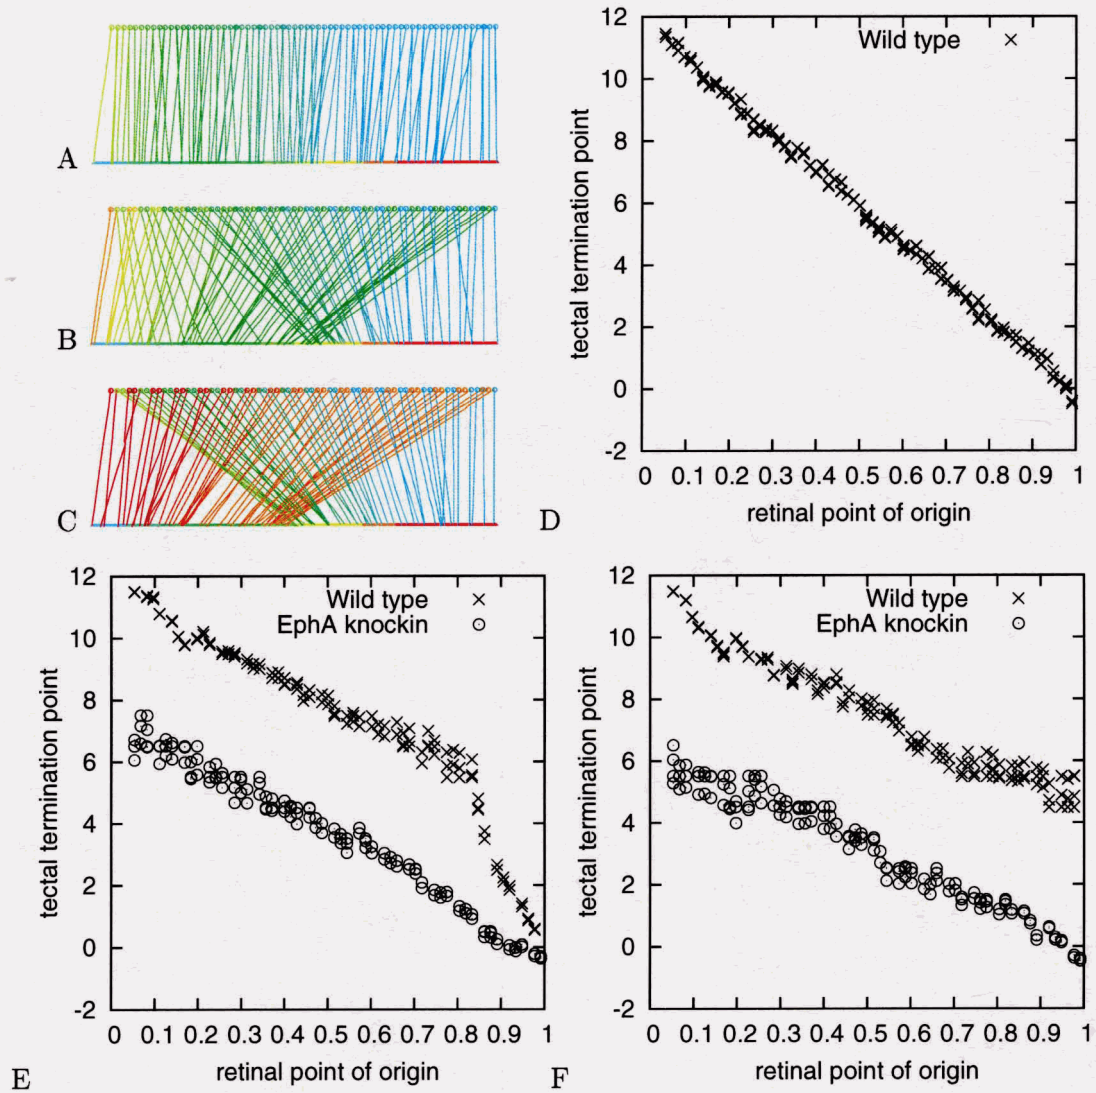 A
B
C
12
10
8
6
4
2
0
-2
0 0.1 0.2 0.3 0.4 0.5 0.6 0.7 0.8 0.9 1
tectal termination point
retinal point of origin
Wild type
D
12
10
8
6
4
2
0
-2
0 0.1 0.2 0.3 0.4 0.5 0.6 0.7 0.8 0.9 1
tectal termination point
retinal point of origin
Wild type
EphA knockin
E
12
10
8
6
4
2
0
-2
0 0.1 0.2 0.3 0.4 0.5 0.6 0.7 0.8 0.9 1
tectal termination point
retinal point of origin
Wild type
EphA knockin
F